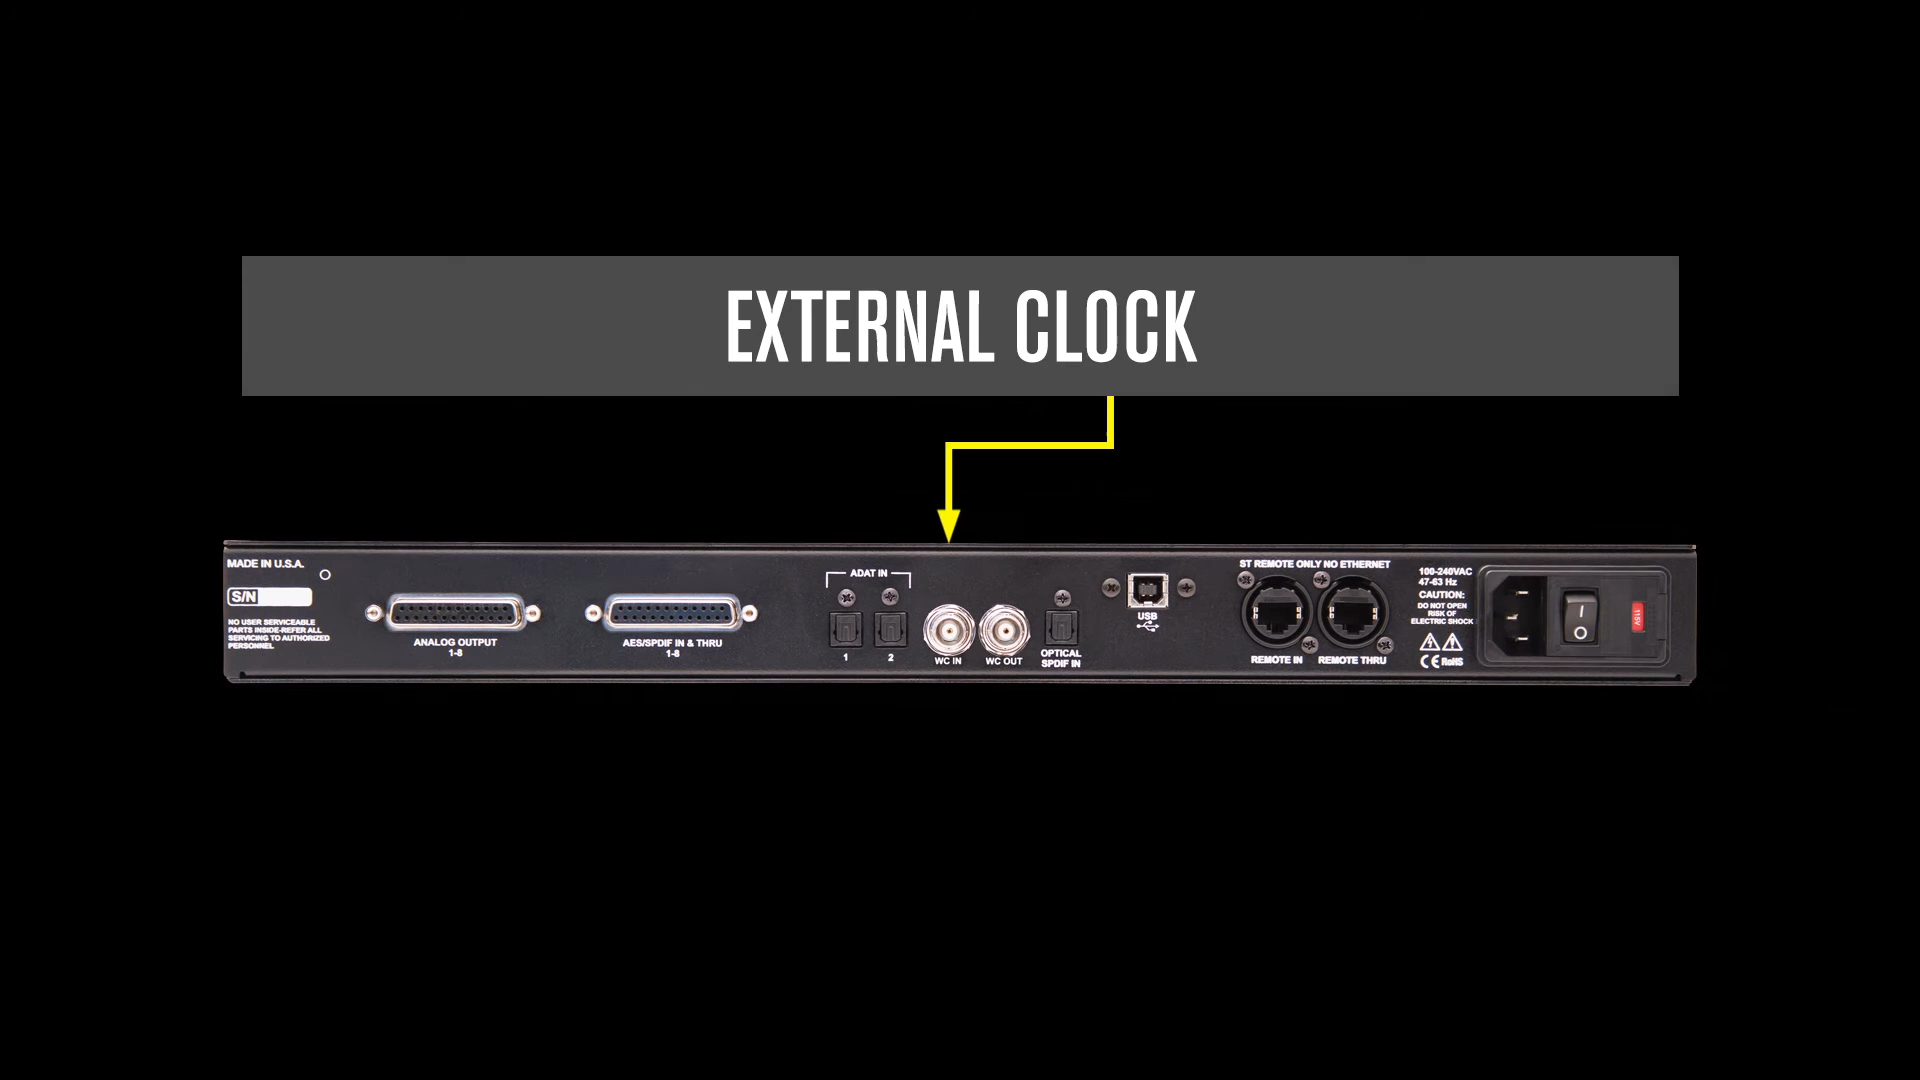 EXTERNAL CLOCK
MADE IN U.S.A.
S/N
NO USER SERVICEABLE
PARTS INSIDE-REFER ALL
SERVICING TO AUTHORIZED
PERSONNEL
ANALOG OUTPUT
1-8
AES/SPDIF IN & THRU
1-8
ADAT IN
1
2
WC IN
WC OUT
OPTICAL
SPDIF IN
USB
ST REMOTE ONLY NO ETHERNET
REMOTE IN
REMOTE THRU
100-240VAC
47-63 Hz
CAUTION:
DO NOT OPEN
RISK OF
ELECTRIC SHOCK
CE RoHS
I
O